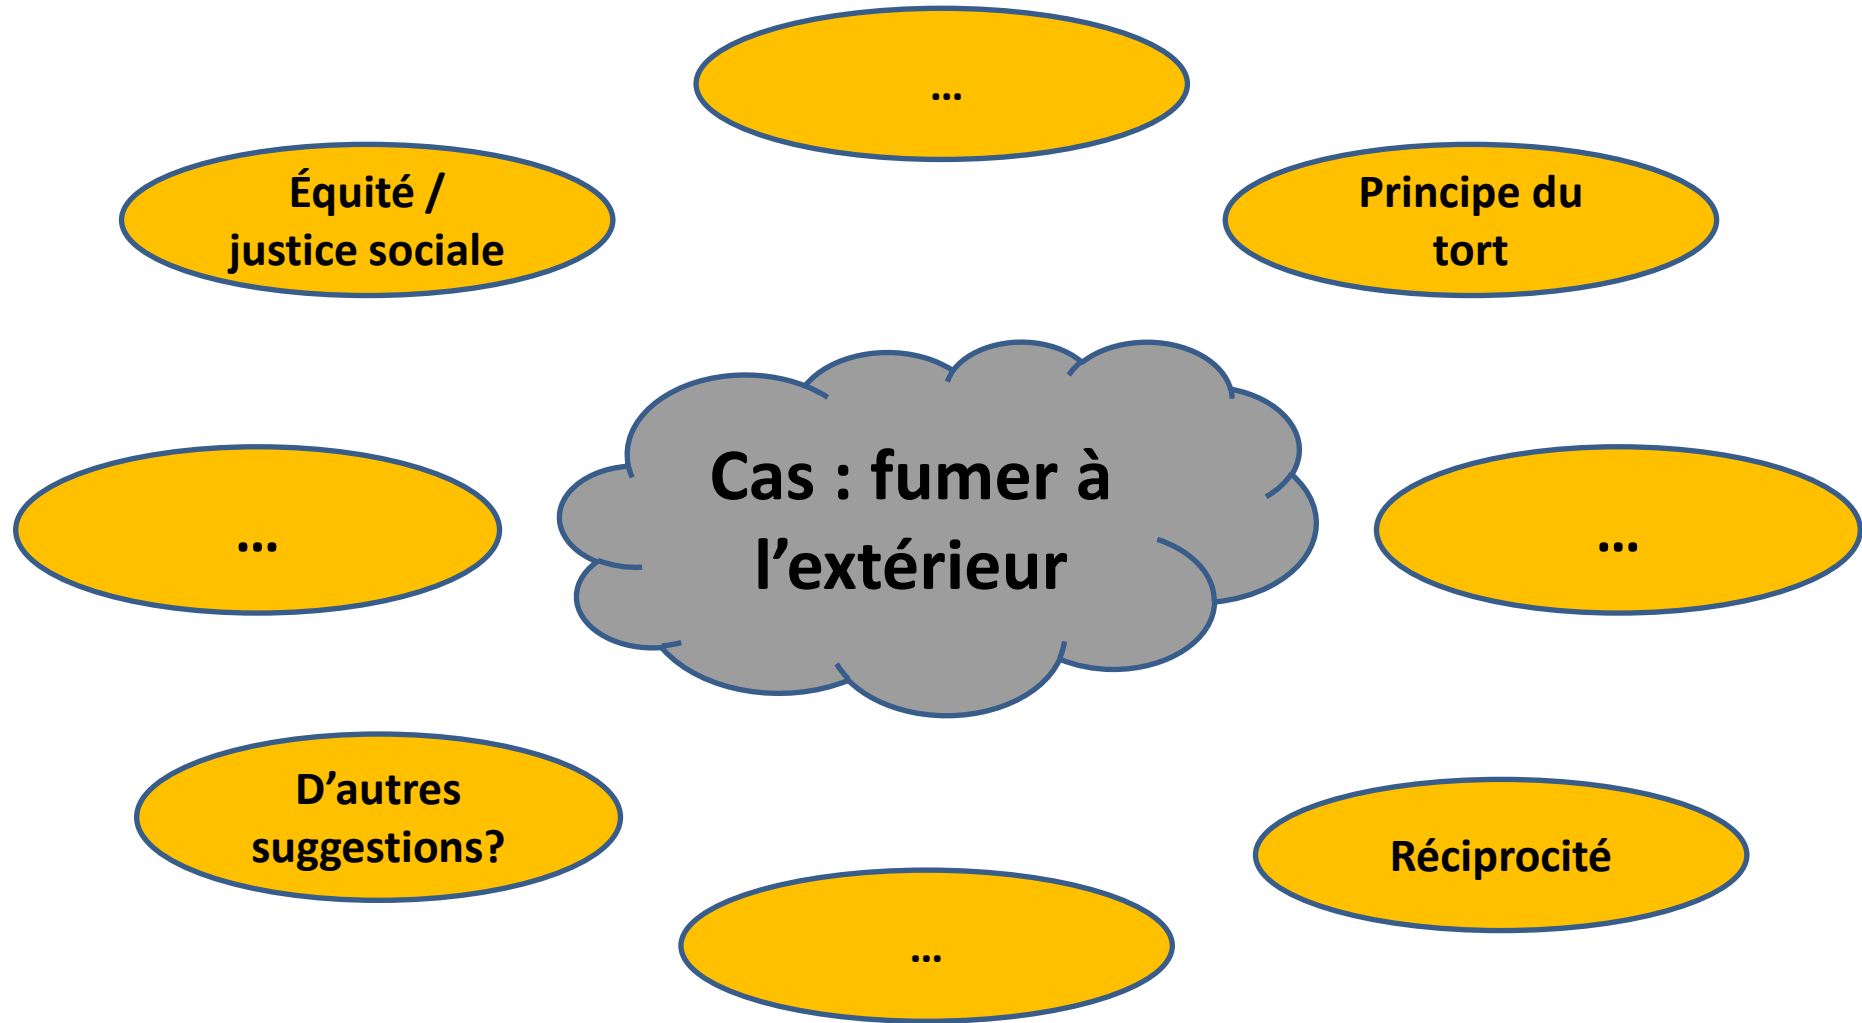 …
Équité /
justice sociale
Principe du
tort
Cas : fumer à
l’extérieur
…
…
D’autres
suggestions?
Réciprocité
…